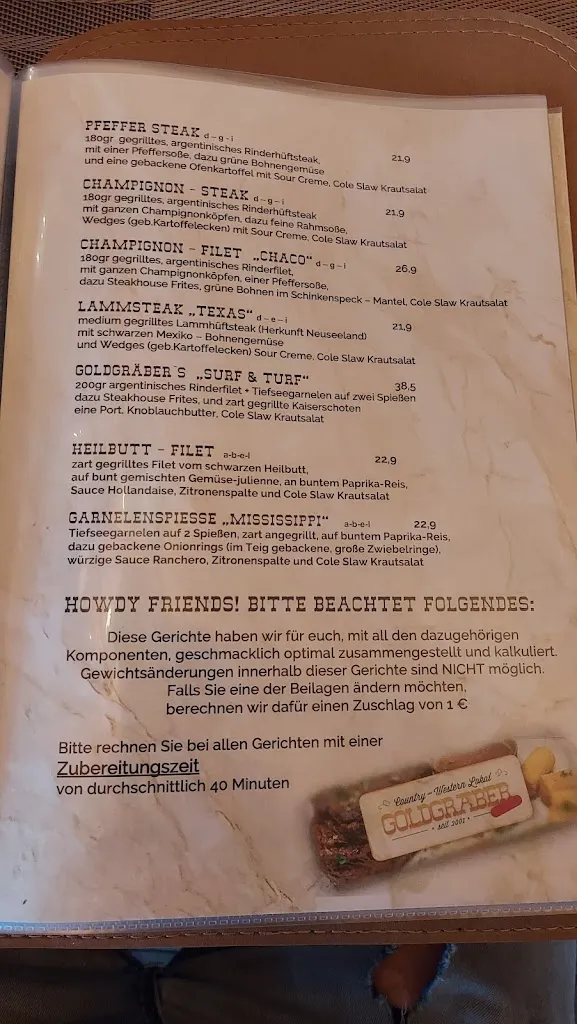 PFEFFER STEAK d – g - i
180gr gegrilltes, argentinisches Rinderhüftsteak, 21.9
mit einer Pfeffersoße, dazu grüne Bohnengemüse
und eine gebackene Ofenkartoffel mit Sour Creme, Cole Slaw Krautsalat
CHAMPIGNON - STEAK d – g - i
180gr gegrilltes, argentinisches Rinderhüftsteak 21.9
mit ganzen Champignonköpfen, dazu feine Rahmsoße,
Wedges (geb.Kartoffelecken) mit Sour Creme, Cole Slaw Krautsalat
CHAMPIGNON - FILET „CHACO“ d – g - i
180gr gegrilltes, argentinisches Rinderfilet, 26.9
mit ganzen Champignonköpfen, einer Pfeffersoße,
dazu Steakhouse Frites, grüne Bohnen im Schinkenspeck – Mantel, Cole Slaw Krautsalat
LAMMSTEAK „TEXAS“ d – e – i
medium gegrilltes Lammhüftsteak (Herkunft Neuseeland) 21,9
mit schwarzen Mexiko – Bohnengemüse
und Wedges (geb.Kartoffelecken) Sour Creme, Cole Slaw Krautsalat
GOLDGRÄBER´S „SURF & TURF“ 38,5
200gr argentinisches Rinderfilet + Tiefseegarnelen auf zwei Spießen
dazu Steakhouse Frites, und zart gegrillte Kaiserschoten
eine Port. Knoblauchbutter, Cole Slaw Krautsalat
HEILBUTT - FILET a-b-e-l 22,9
zart gegrilltes Filet vom schwarzen Heilbutt,
auf bunt gemischten Gemüse-julienne, an buntem Paprika-Reis,
Sauce Hollandaise, Zitronenspalte und Cole Slaw Krautsalat
GARNELENSPIESSE „MISSISSIPPI“ a-b-e-l 22,9
Tiefseegarnelen auf 2 Spießen, zart angegrillt, auf buntem Paprika-Reis,
dazu gebackene Onionrings (im Teig gebackene, große Zwiebelringe),
würzige Sauce Ranchero, Zitronenspalte und Cole Slaw Krautsalat
HOWDY FRIENDS! BITTE BEACHTET FOLGENDES:
Diese Gerichte haben wir für euch, mit all den dazugehörigen
Komponenten, geschmacklich optimal zusammengestellt und kalkuliert.
Gewichtsänderungen innerhalb dieser Gerichte sind NICHT möglich.
Falls Sie eine der Beilagen ändern möchten,
berechnen wir dafür einen Zuschlag von 1 €
Bitte rechnen Sie bei allen Gerichten mit einer
Zubereitungszeit
von durchschnittlich 40 Minuten
Country – Western Lokal
GOLDGRÄBER
seit 2001